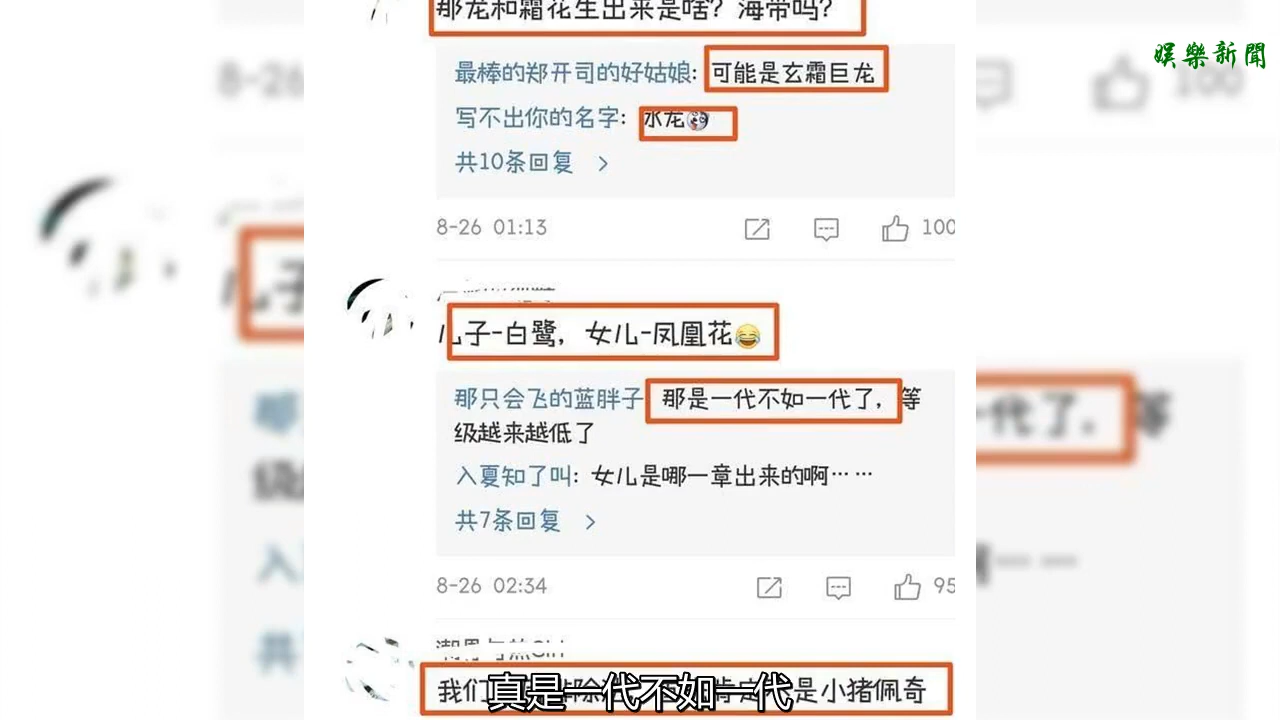 那龙和霜花生出来是啥？海带吗？
娱樂新聞
最棒的郑开司的好姑娘: 可能是玄霜巨龙
写不出你的名字: 水龙
共10条回复 >
8-26 01:13
100
儿子-白鹭，女儿-凤凰花😂
那只会飞的蓝胖子 那是一代不如一代了，等
级越来越低了
入夏知了叫: 女儿是哪一章出来的啊……
共7条回复 >
8-26 02:34
95
我们 是小猪佩奇
真是一代不如一代